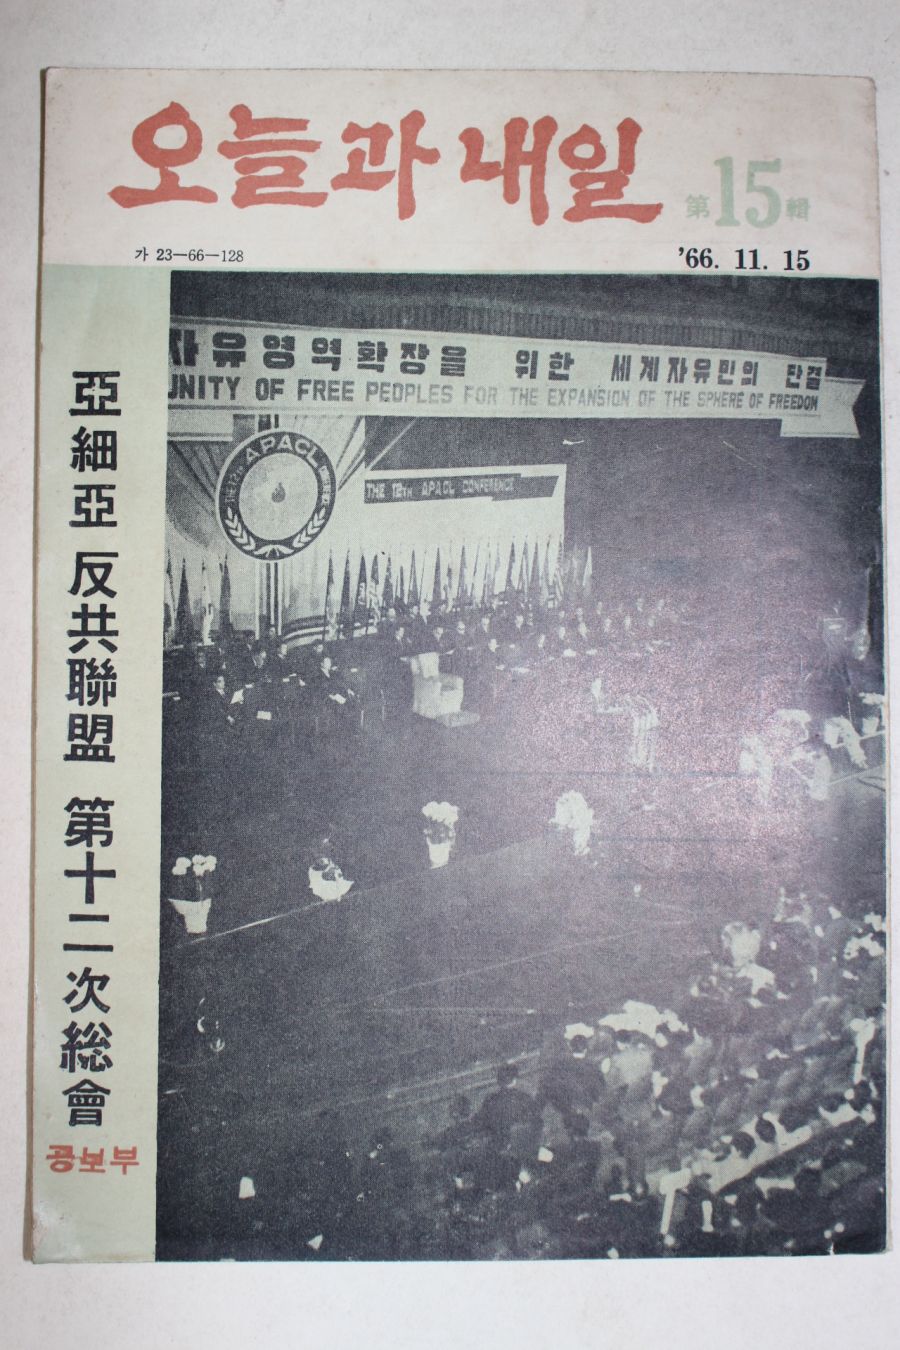 오늘과 내일
第15輯
가 23—66—128
'66. 11. 15
자유영역확장을 위한 세계자유민의 단결
UNITY OF FREE PEOPLES FOR THE EXPANSION OF THE SPHERE OF FREEDOM
APACL
THE 12TH APACL CONFERENCE
亞細亞 反共聯盟 第十二次総會
공보부